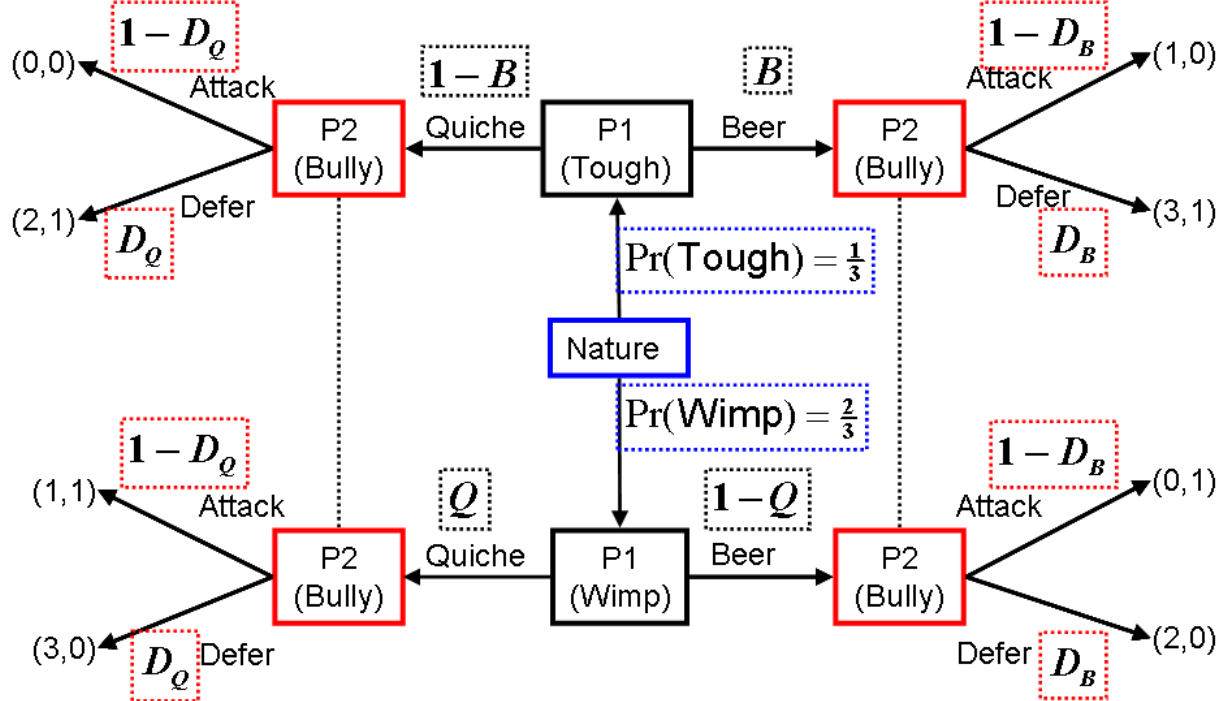 1 − D_Q
1 − B
B
1 − D_B
(0,0)
Attack
Attack
(1,0)
P2
(Bully)
Quiche
P1
(Tough)
Beer
P2
(Bully)
(2,1)
Defer
Defer
(3,1)
D_Q
D_B
Pr(Tough) = 1/3
Nature
Pr(Wimp) = 2/3
1 − D_Q
Q
1 − Q
1 − D_B
(1,1)
Attack
Attack
(0,1)
P2
(Bully)
Quiche
P1
(Wimp)
Beer
P2
(Bully)
(3,0)
D_Q
Defer
Defer
D_B
(2,0)